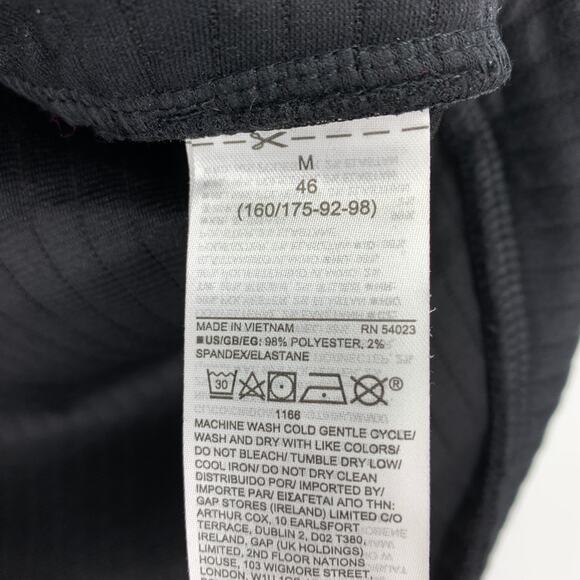 M
46
(160/175-92-98)
MADE IN VIETNAM RN 54023
■US/GB/EG: 98% POLYESTER, 2%
SPANDEX/ELASTANE
30
®
1166
MACHINE WASH COLD GENTLE CYCLE/
WASH AND DRY WITH LIKE COLORS/
DO NOT BLEACH/ TUMBLE DRY LOW/
COOL IRON/ DO NOT DRY CLEAN
DISTRIBUIDO POR/ IMPORTED BY/
IMPORTE PAR/ ΕΙΣΑΓΕΤΑΙ ΑΠΟ ΤΗΝ:
GAP STORES (IRELAND) LIMITED C/O
ARTHUR COX, 10 EARLSFORT
TERRACE, DUBLIN 2, D02 T380,
IRELAND, GAP (UK HOLDINGS)
LIMITED, 2ND FLOOR NATIONS
HOUSE, 103 WIGMORE STREET,
LONDON,